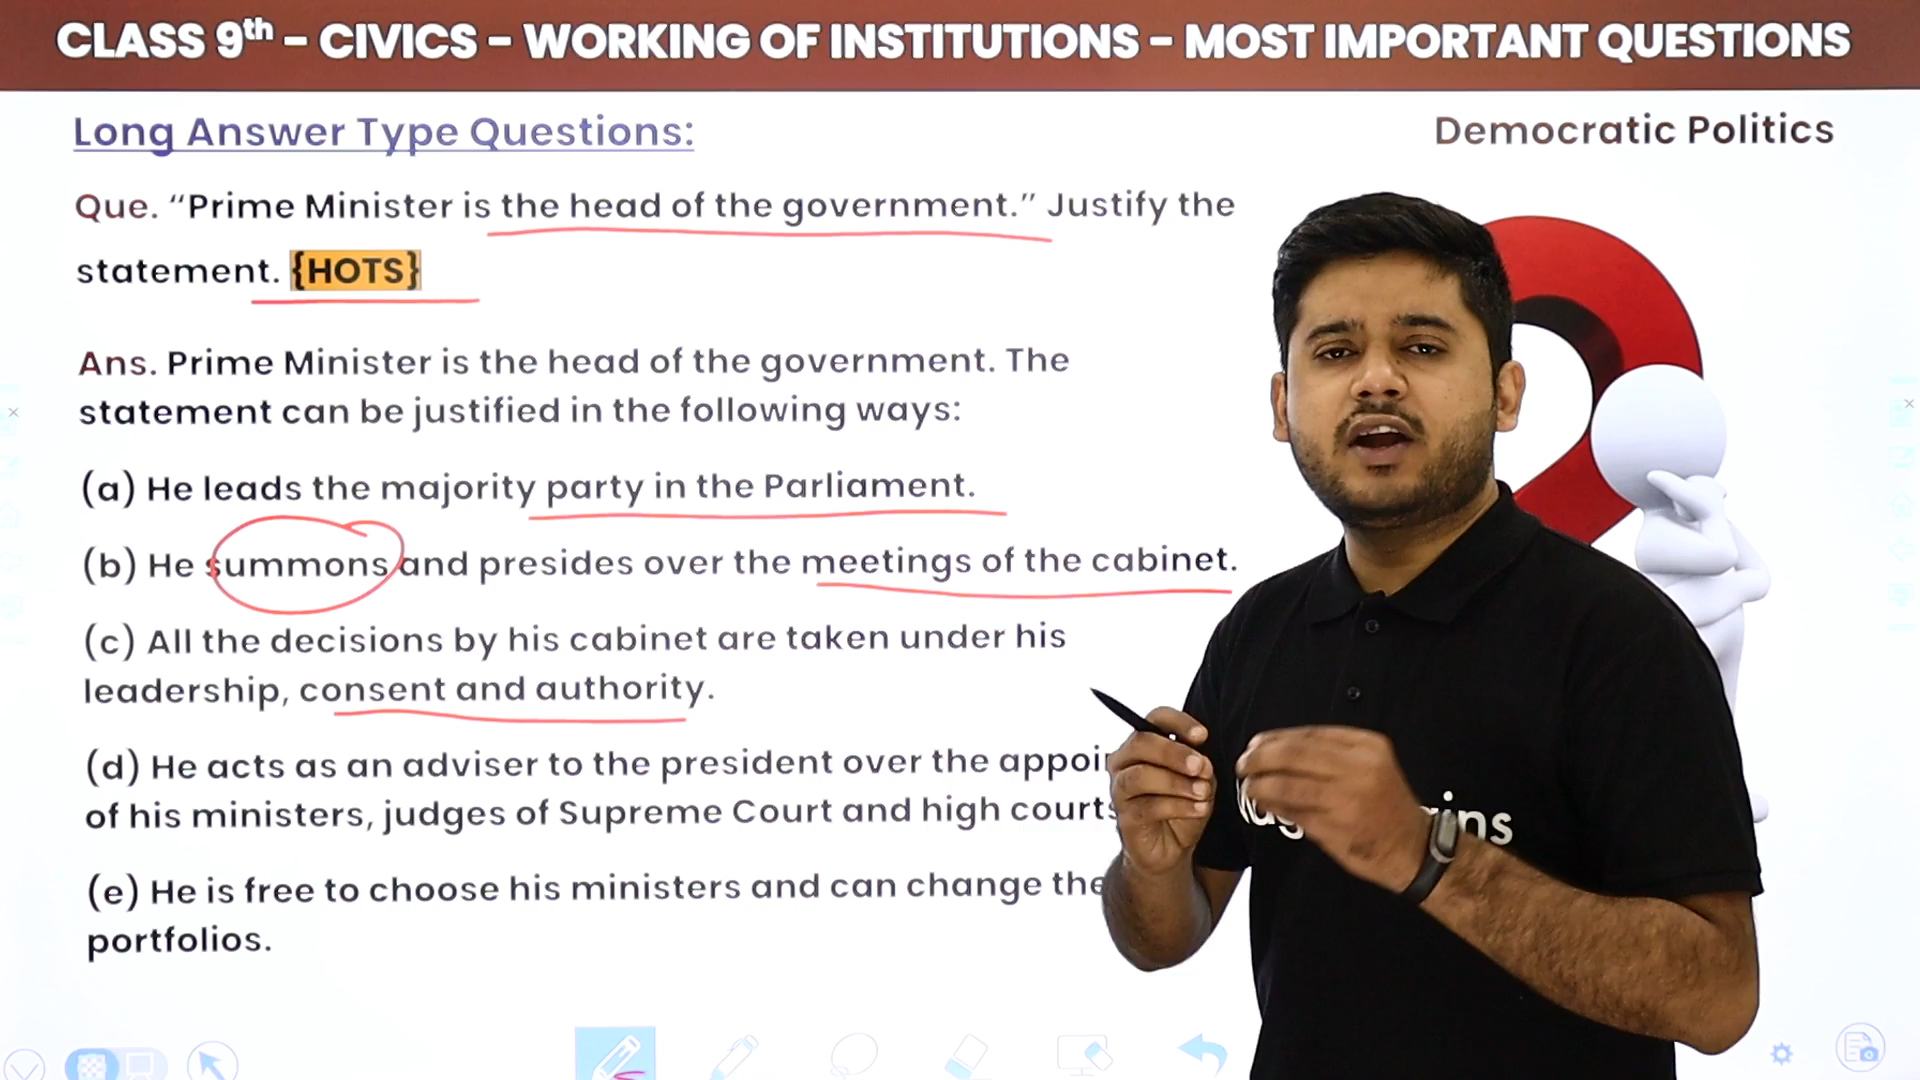 CLASS 9th - CIVICS - WORKING OF INSTITUTIONS - MOST IMPORTANT QUESTIONS
Long Answer Type Questions:
Democratic Politics
Que. "Prime Minister is the head of the government." Justify the
statement. {HOTS}
Ans. Prime Minister is the head of the government. The
statement can be justified in the following ways:
(a) He leads the majority party in the Parliament.
(b) He summons and presides over the meetings of the cabinet.
(c) All the decisions by his cabinet are taken under his
leadership, consent and authority.
(d) He acts as an adviser to the president over the
of his ministers, judges of Supreme Court and high courts
(e) He is free to choose his ministers and can change
portfolios.